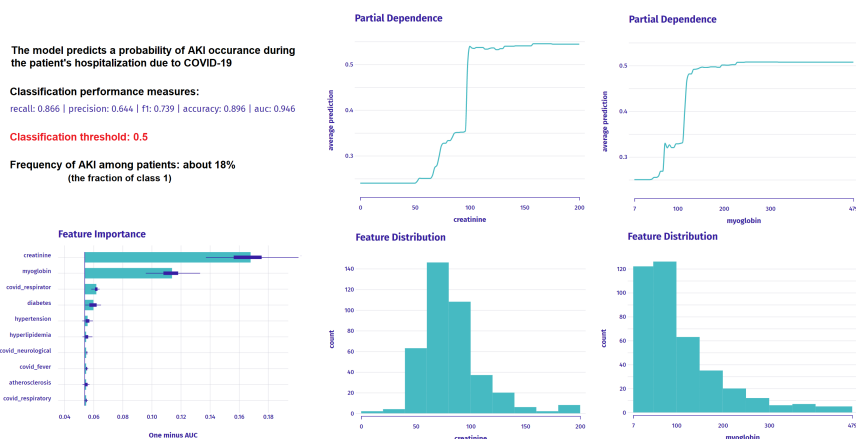 The model predicts a probability of AKI occurance during
the patient's hospitalization due to COVID-19
Classification performance measures:
recall: 0.866 | precision: 0.644 | f1: 0.739 | accuracy: 0.896 | auc: 0.946
Classification threshold: 0.5
Frequency of AKI among patients: about 18%
(the fraction of class 1)
Partial Dependence
average prediction
0.5
0.4
0.3
0 50 100 150 200
creatinine
Partial Dependence
average prediction
0.5
0.4
0.3
7 100 300 475
myoglobin
Feature Importance
creatinine
myoglobin
covid_respirator
diabetes
hypertension
hyperlipidemia
covid_neurological
covid_fever
atherosclerosis
covid_respiratory
0.04 0.06 0.08 0.10 0.12 0.14 0.16 0.18
One minus AUC
Feature Distribution
count
140
120
100
80
60
40
20
0
0 50 100 150 200
creatinine
Feature Distribution
count
120
100
80
60
40
20
0
7 100 300
myoglobin